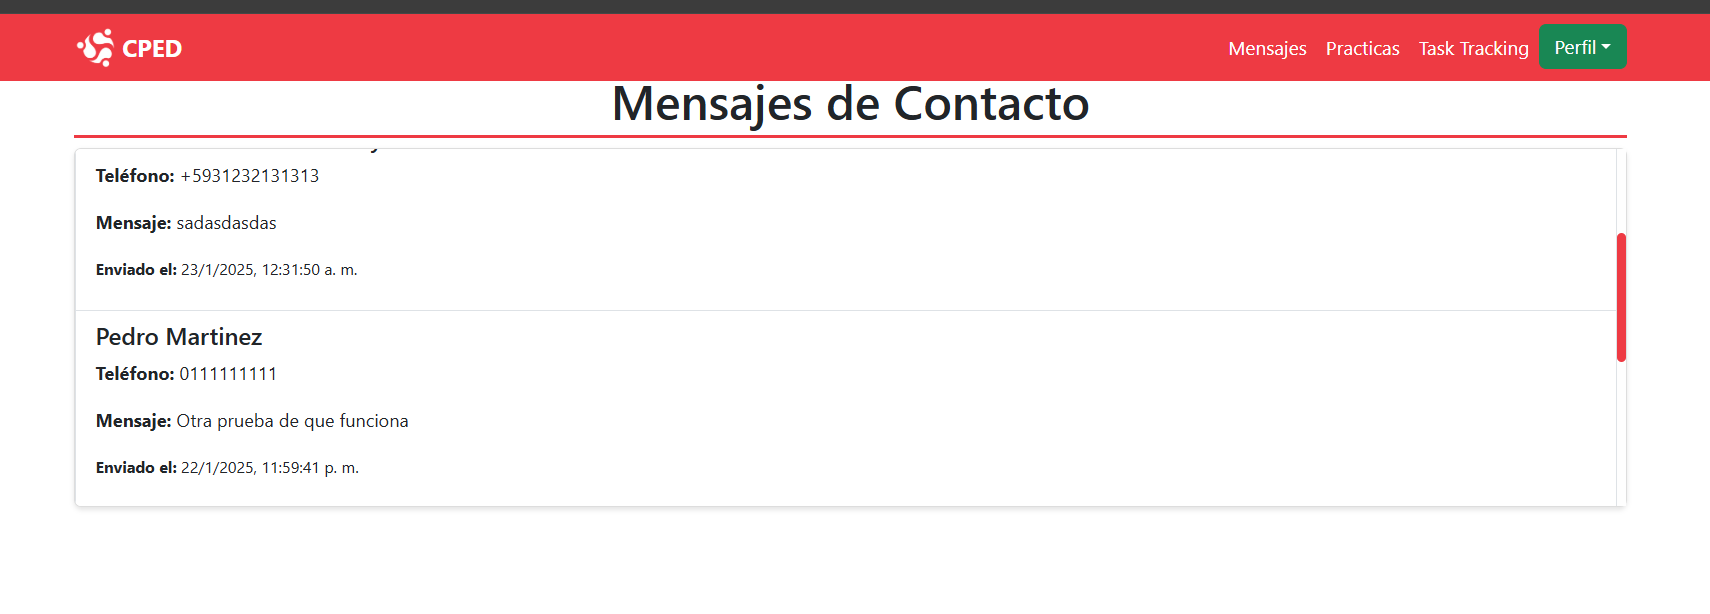 CPED
Mensajes Practicas Task Tracking Perfil
Mensajes de Contacto
Teléfono: +5931232131313
Mensaje: sadasdasdas
Enviado el: 23/1/2025, 12:31:50 a. m.
Pedro Martinez
Teléfono: 0111111111
Mensaje: Otra prueba de que funciona
Enviado el: 22/1/2025, 11:59:41 p. m.